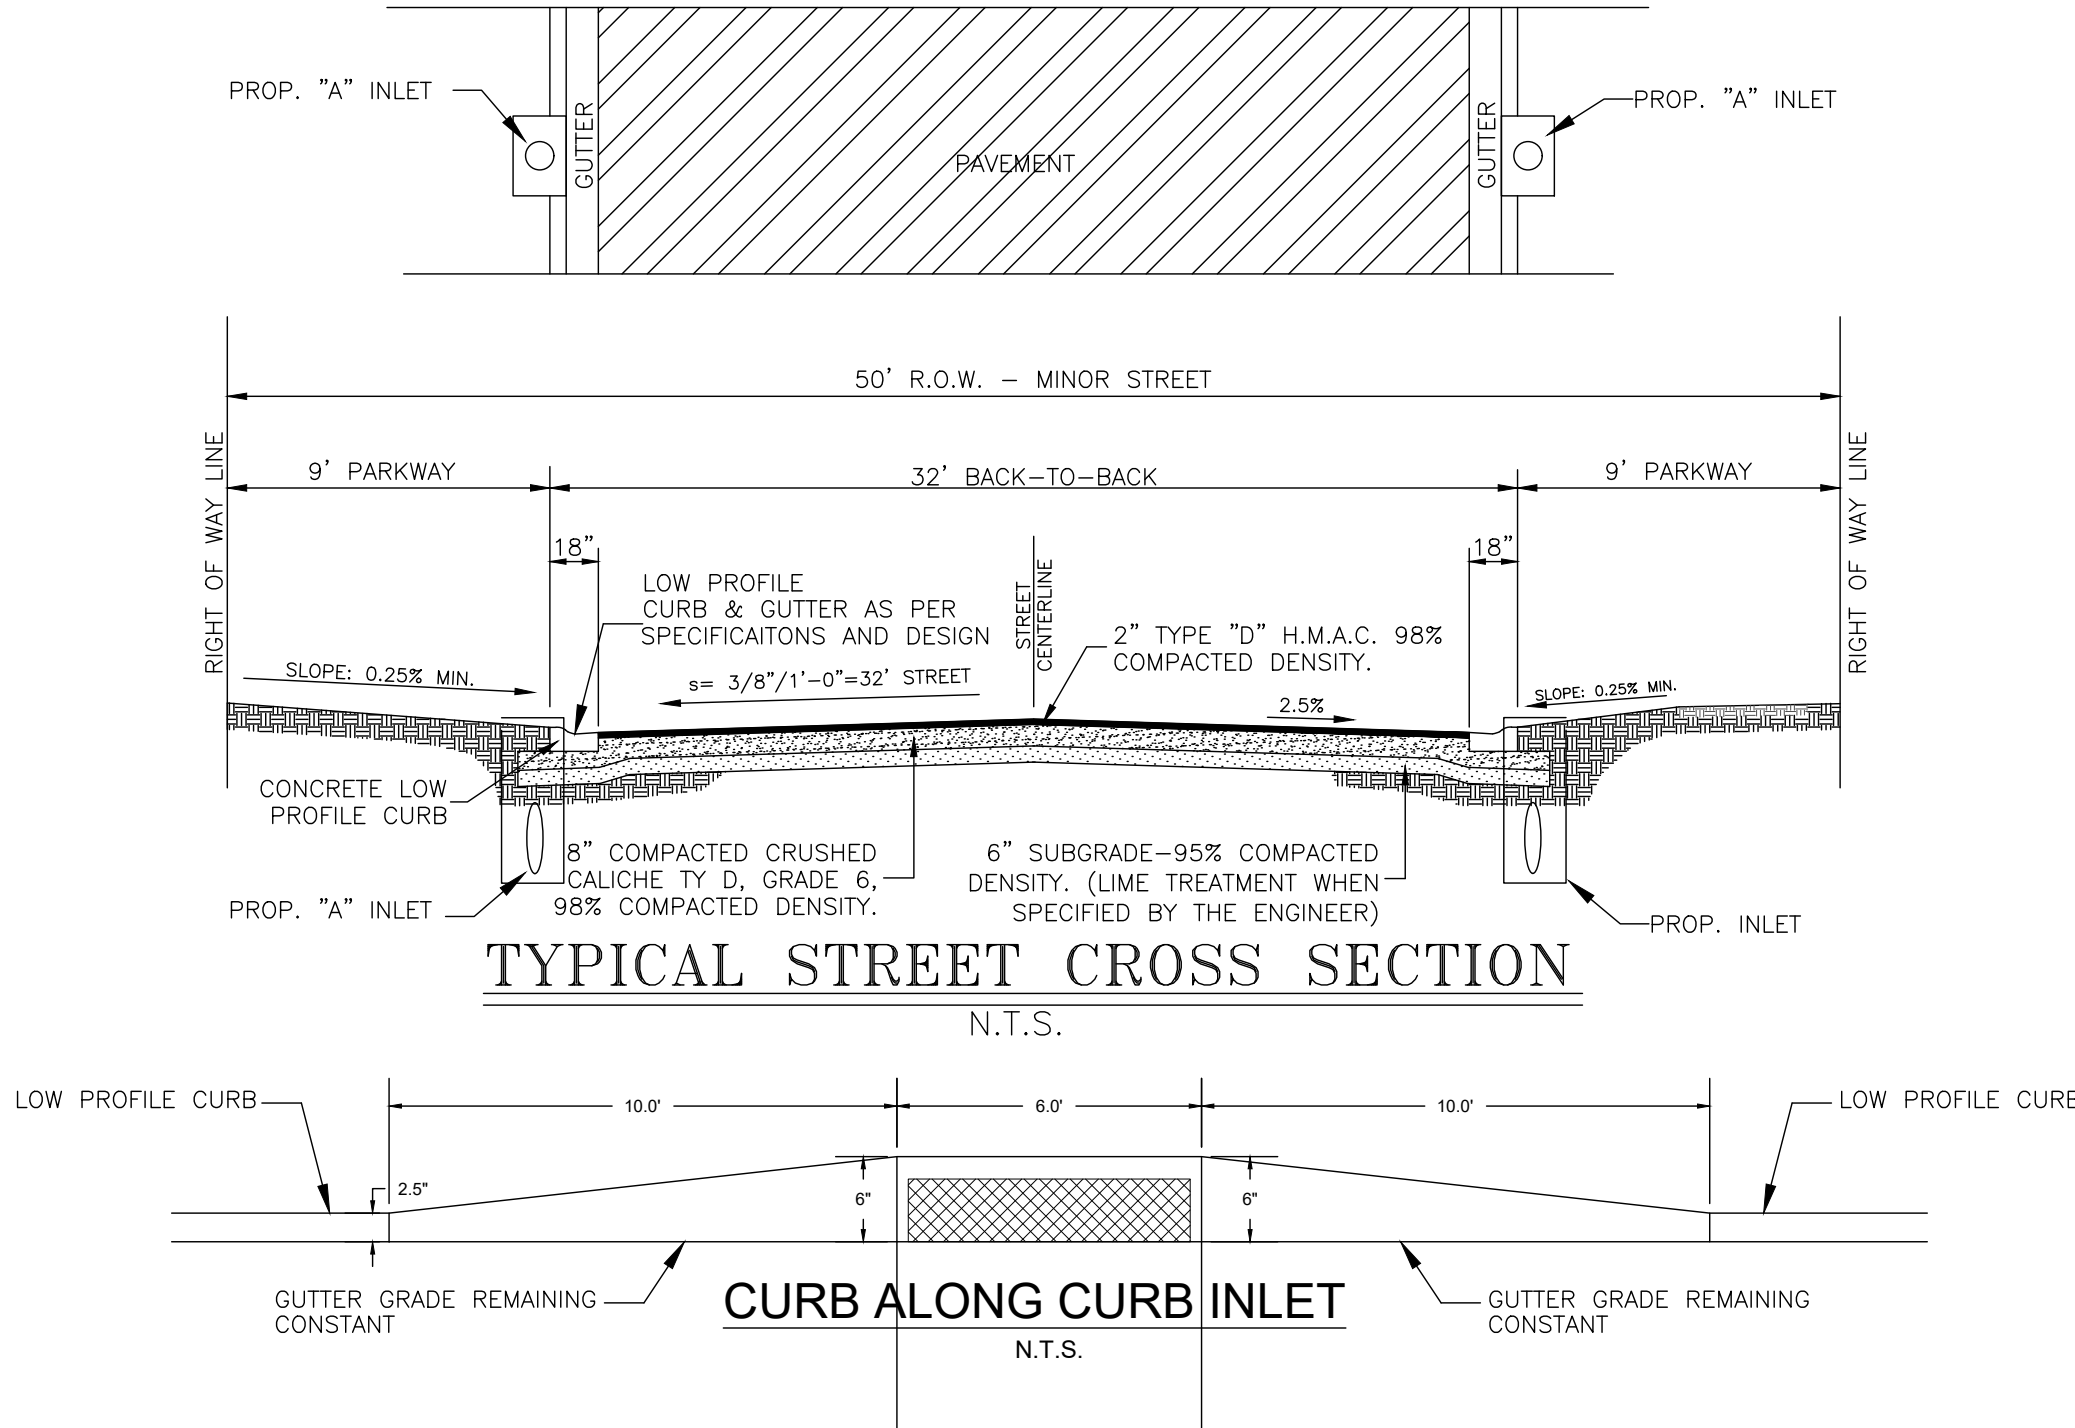 PROP. "A" INLET
GUTTER
PAVEMENT
GUTTER
PROP. "A" INLET
50' R.O.W. – MINOR STREET
RIGHT OF WAY LINE
9' PARKWAY
32' BACK–TO–BACK
9' PARKWAY
RIGHT OF WAY LINE
18"
18"
LOW PROFILE
CURB & GUTTER AS PER
SPECIFICAITONS AND DESIGN
STREET
CENTERLINE
2" TYPE "D" H.M.A.C. 98%
COMPACTED DENSITY.
SLOPE: 0.25% MIN.
s= 3/8"/1'–0"=32' STREET
2.5%
SLOPE: 0.25% MIN.
CONCRETE LOW
PROFILE CURB
8" COMPACTED CRUSHED
CALICHE TY D, GRADE 6,
98% COMPACTED DENSITY.
6" SUBGRADE–95% COMPACTED
DENSITY. (LIME TREATMENT WHEN
SPECIFIED BY THE ENGINEER)
PROP. "A" INLET
PROP. INLET
TYPICAL STREET CROSS SECTION
N.T.S.
LOW PROFILE CURB
10.0'
6.0'
10.0'
LOW PROFILE CURB
2.5"
6"
6"
GUTTER GRADE REMAINING
CONSTANT
CURB ALONG CURB INLET
N.T.S.
GUTTER GRADE REMAINING
CONSTANT